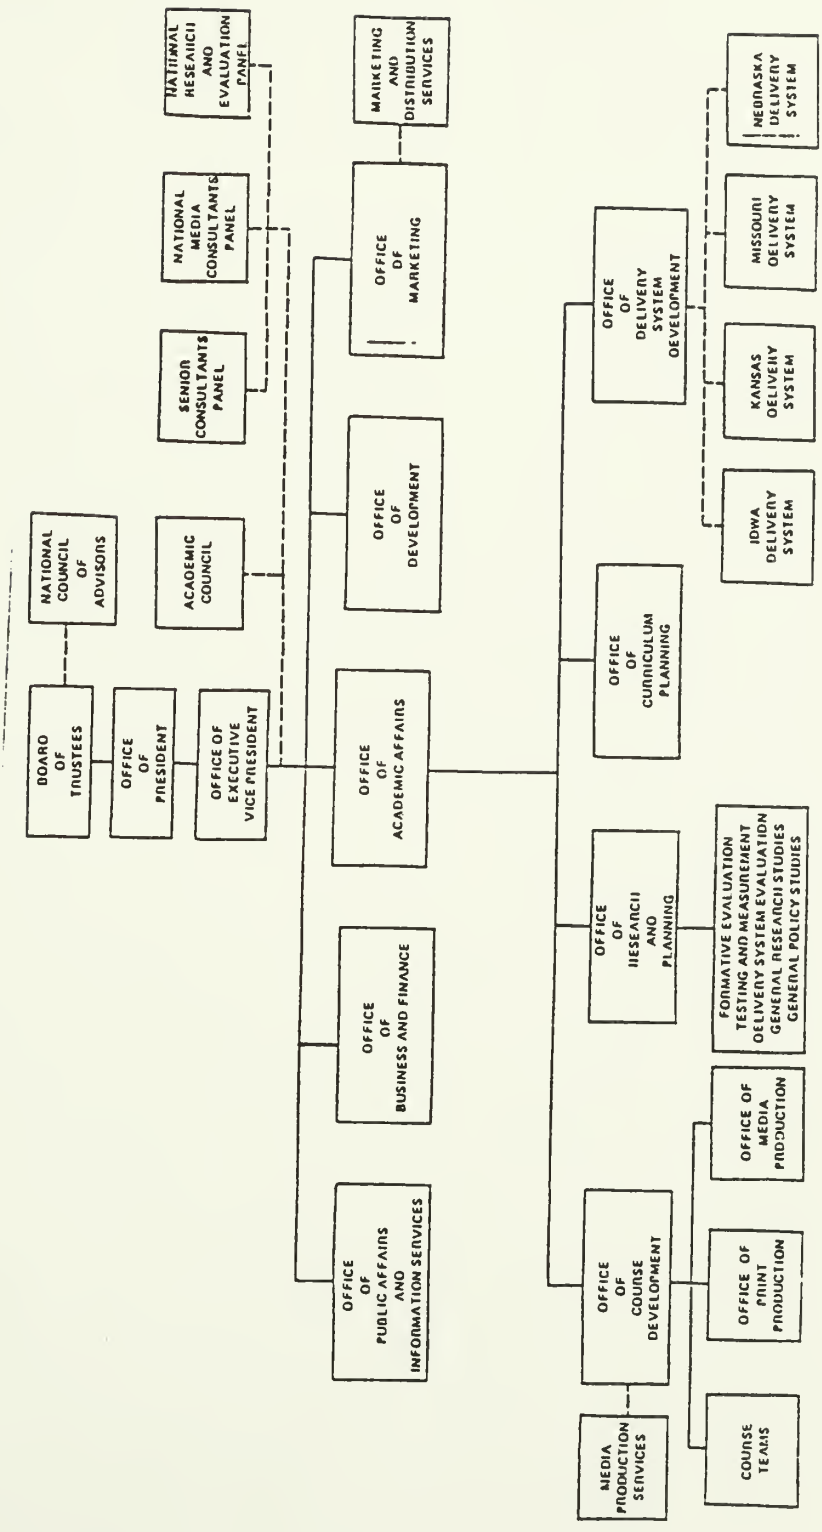 BOARD
OF
TRUSTEES
NATIONAL
COUNCIL
OF
ADVISORS
OFFICE
OF
PRESIDENT
OFFICE OF
EXECUTIVE
VICE PRESIDENT
ACADEMIC
COUNCIL
SENIOR
CONSULTANTS
PANEL
NATIONAL
MEDIA
CONSULTANTS
PANEL
NATIONAL
RESEARCH
AND
EVALUATION
PANEL
OFFICE
OF
PUBLIC AFFAIRS
AND
INFORMATION SERVICES
OFFICE
OF
BUSINESS AND FINANCE
OFFICE
OF
ACADEMIC AFFAIRS
OFFICE
OF
DEVELOPMENT
OFFICE
OF
MARKETING
MARKETING
AND
DISTRIBUTION
SERVICES
MEDIA
PRODUCTION
SERVICES
OFFICE
OF
COURSE
DEVELOPMENT
OFFICE
OF
RESEARCH
AND
PLANNING
OFFICE
OF
CURRICULUM
PLANNING
OFFICE
OF
DELIVERY
SYSTEM
DEVELOPMENT
COURSE
TEAMS
OFFICE OF
PRINT
PRODUCTION
OFFICE OF
MEDIA
PRODUCTION
FORMATIVE EVALUATION
TESTING AND MEASUREMENT
DELIVERY SYSTEM EVALUATION
GENERAL RESEARCH STUDIES
GENERAL POLICY STUDIES
IOWA
DELIVERY
SYSTEM
KANSAS
DELIVERY
SYSTEM
MISSOURI
DELIVERY
SYSTEM
NEBRASKA
DELIVERY
SYSTEM